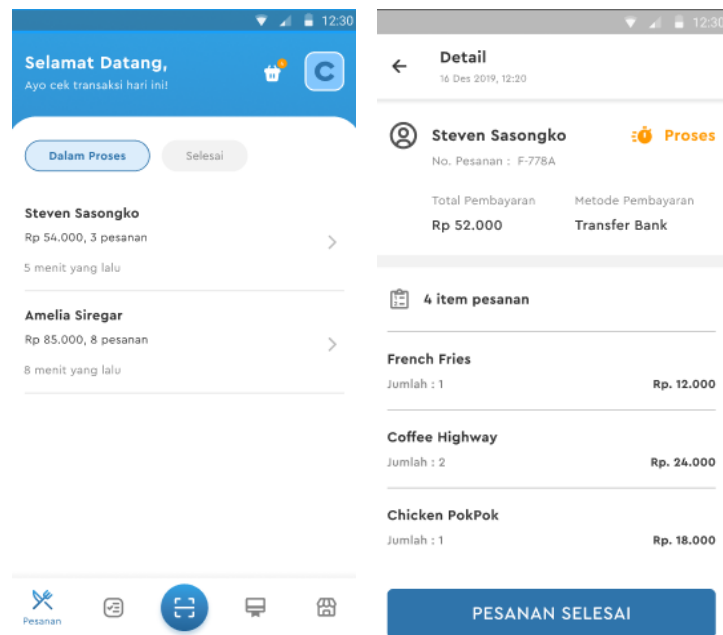 12:30
Selamat Datang,
Ayo cek transaksi hari ini!
C
Dalam Proses
Selesai
Steven Sasongko
Rp 54.000, 3 pesanan
5 menit yang lalu
Amelia Siregar
Rp 85.000, 8 pesanan
8 menit yang lalu
Pesanan
12:30
Detail
16 Des 2019, 12:20
Steven Sasongko
Proses
No. Pesanan : F-778A
Total Pembayaran
Metode Pembayaran
Rp 52.000
Transfer Bank
4 item pesanan
French Fries
Jumlah : 1
Rp. 12.000
Coffee Highway
Jumlah : 2
Rp. 24.000
Chicken PokPok
Jumlah : 1
Rp. 18.000
PESANAN SELESAI